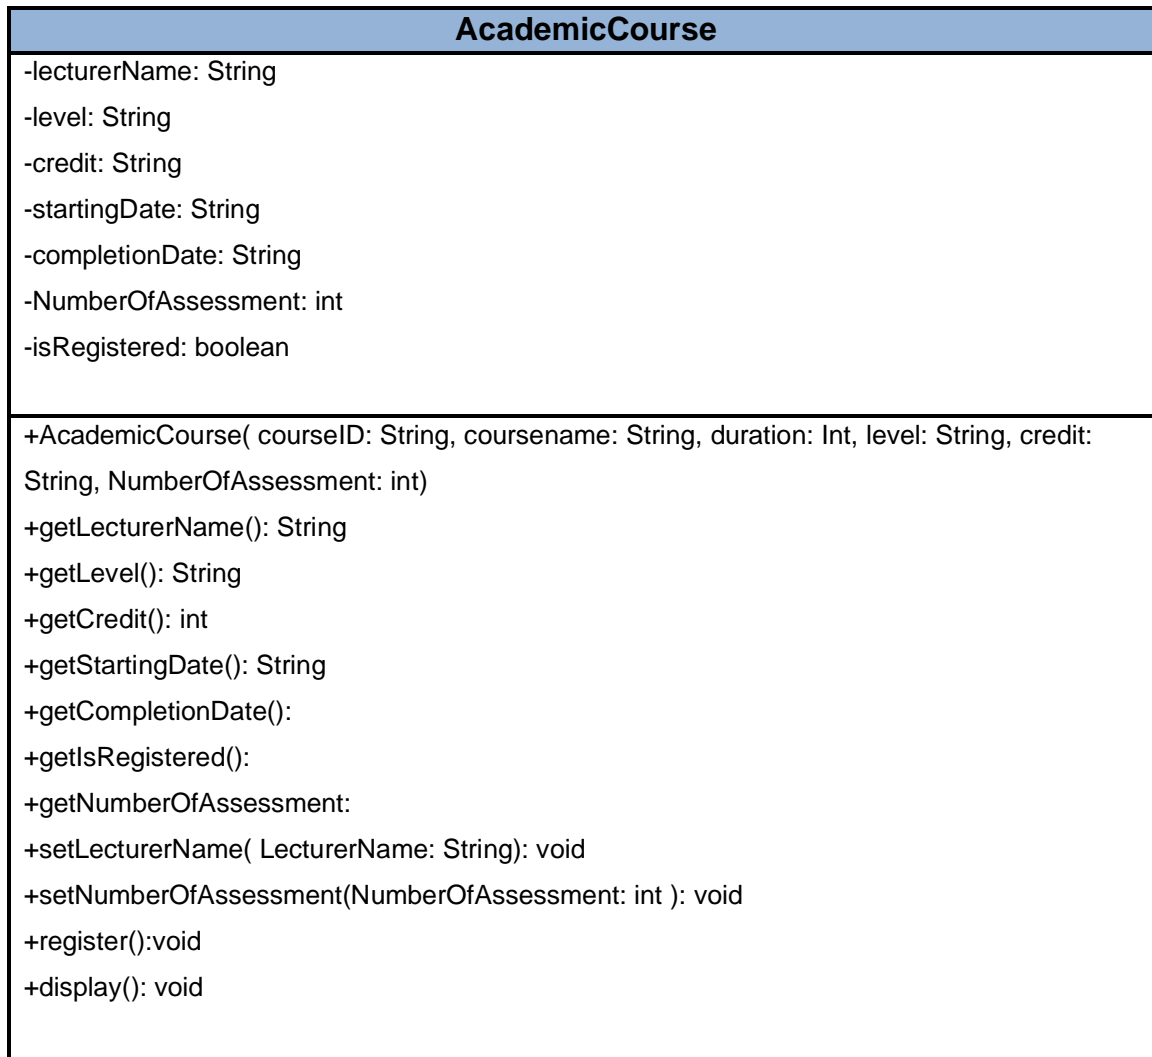 AcademicCourse
-lecturerName: String
-level: String
-credit: String
-startingDate: String
-completionDate: String
-NumberOfAssessment: int
-isRegistered: boolean
+AcademicCourse( courseID: String, coursename: String, duration: Int, level: String, credit:
String, NumberOfAssessment: int)
+getLecturerName(): String
+getLevel(): String
+getCredit(): int
+getStartingDate(): String
+getCompletionDate():
+getIsRegistered():
+getNumberOfAssessment:
+setLecturerName( LecturerName: String): void
+setNumberOfAssessment(NumberOfAssessment: int ): void
+register():void
+display(): void